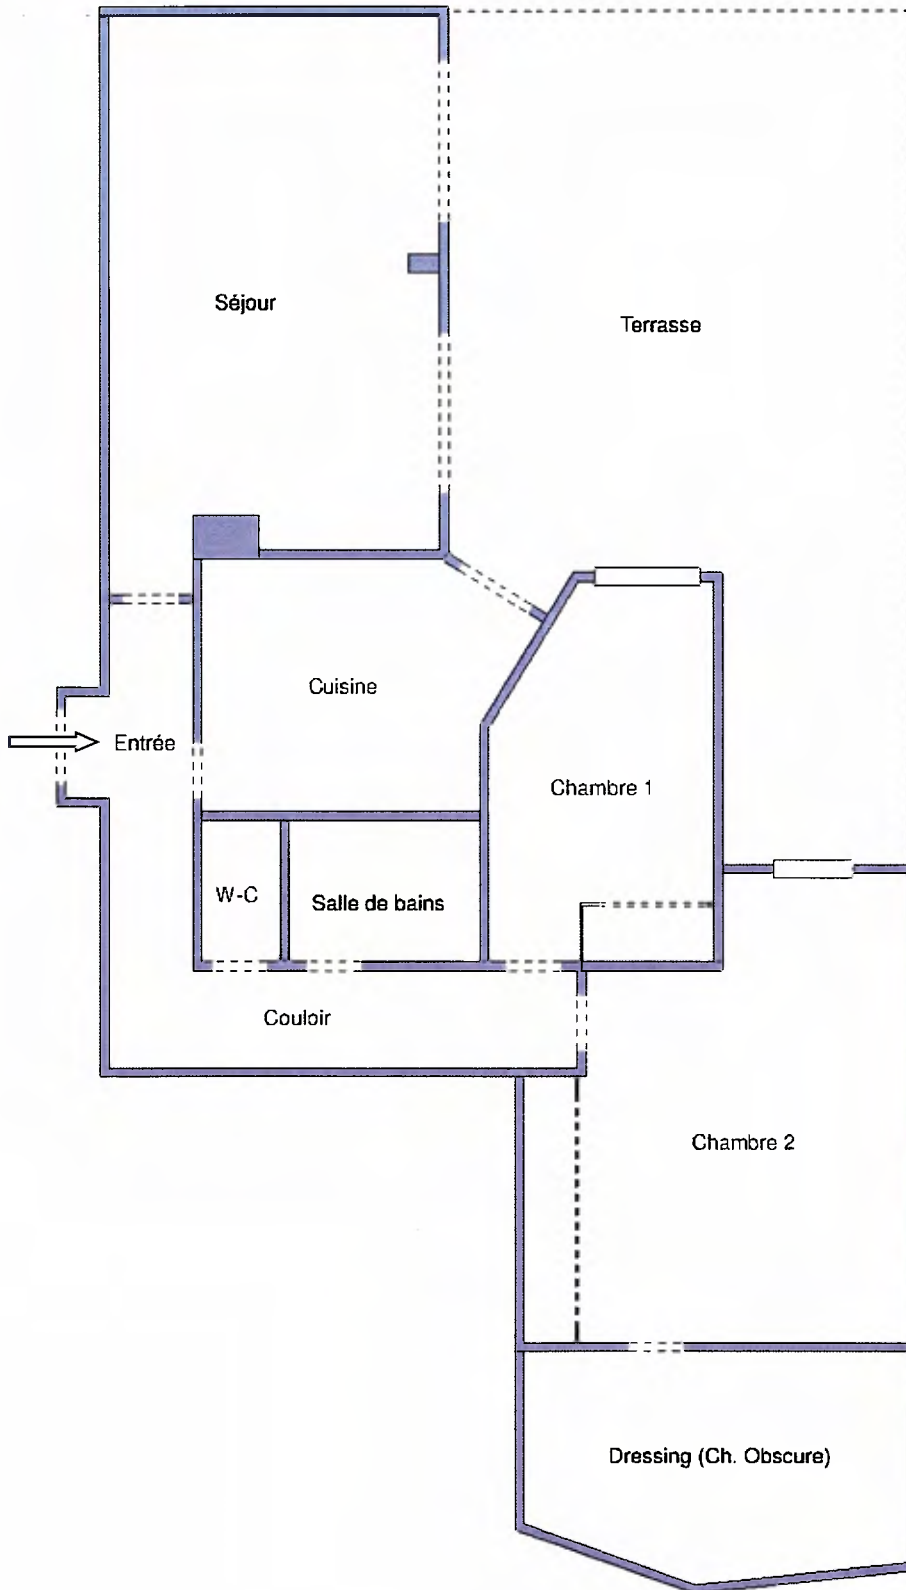 Séjour
Terrasse
Cuisine
Entrée
Chambre 1
W-C
Salle de bains
Couloir
Chambre 2
Dressing (Ch. Obscure)